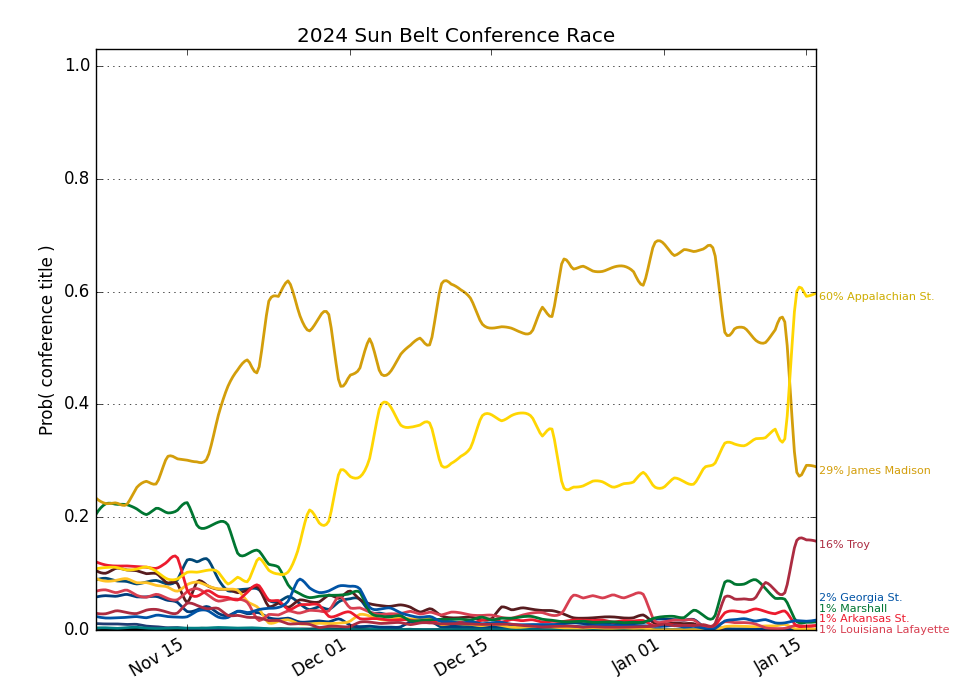 2024 Sun Belt Conference Race
Prob( conference title )
1.0
0.8
0.6
0.4
0.2
0.0
Nov 15
Dec 01
Dec 15
Jan 01
Jan 15
60% Appalachian St.
29% James Madison
16% Troy
2% Georgia St.
1% Marshall
1% Arkansas St.
1% Louisiana Lafayette